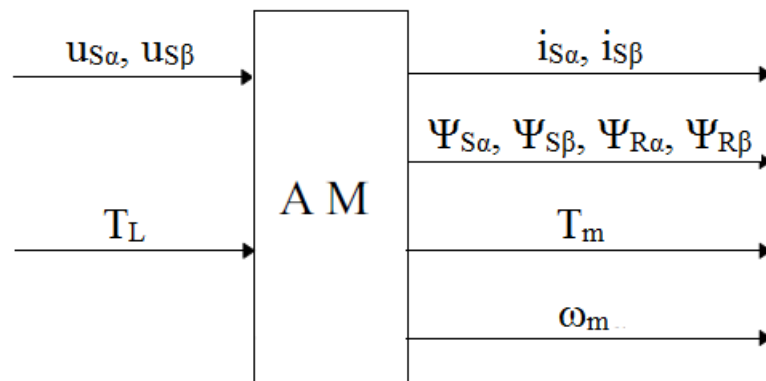 uSα, uSβ
iSα, iSβ
ΨSα, ΨSβ, ΨRα, ΨRβ
A M
TL
Tm
ωm